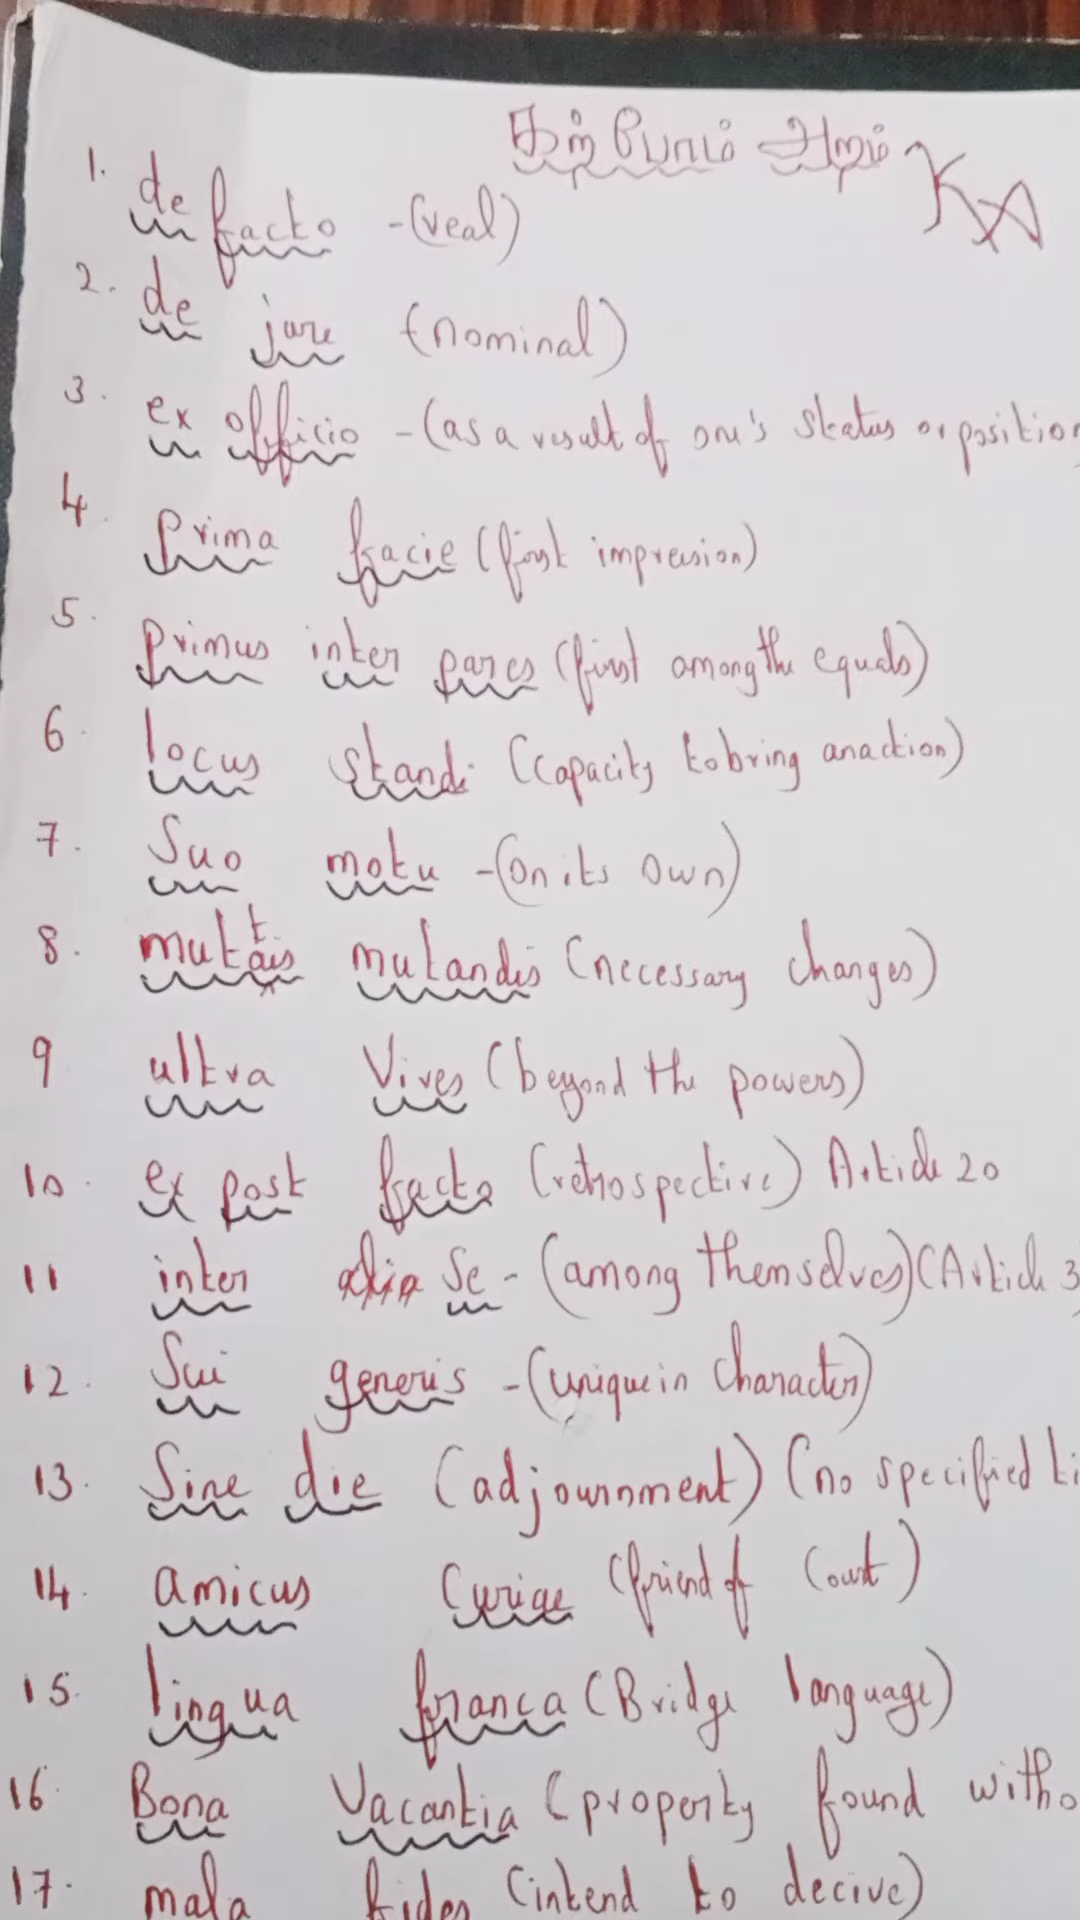 கற்போம் அறம் KA
1. de facto - (real)
2. de jure (nominal)
3. ex officio - (as a result of one's status or position
4. Prima facie (first impression)
5. Primus inter pares (first among the equals)
6. locus standi (capacity to bring an action)
7. Suo motu - (on its own)
8. mutatis mutandis (necessary changes)
9 ultra Vires (beyond the powers)
10. ex post facto (retrospective) Article 20
11 inter alia Se - (among themselves) (Article 3
12. Sui generis - (unique in character)
13. Sine die (adjournment) (no specified ti
14. amicus Curiae (friend of Court)
15. lingua franca (Bridge language)
16. Bona Vacantia (property found witho
17. mala fides (intend to decive)